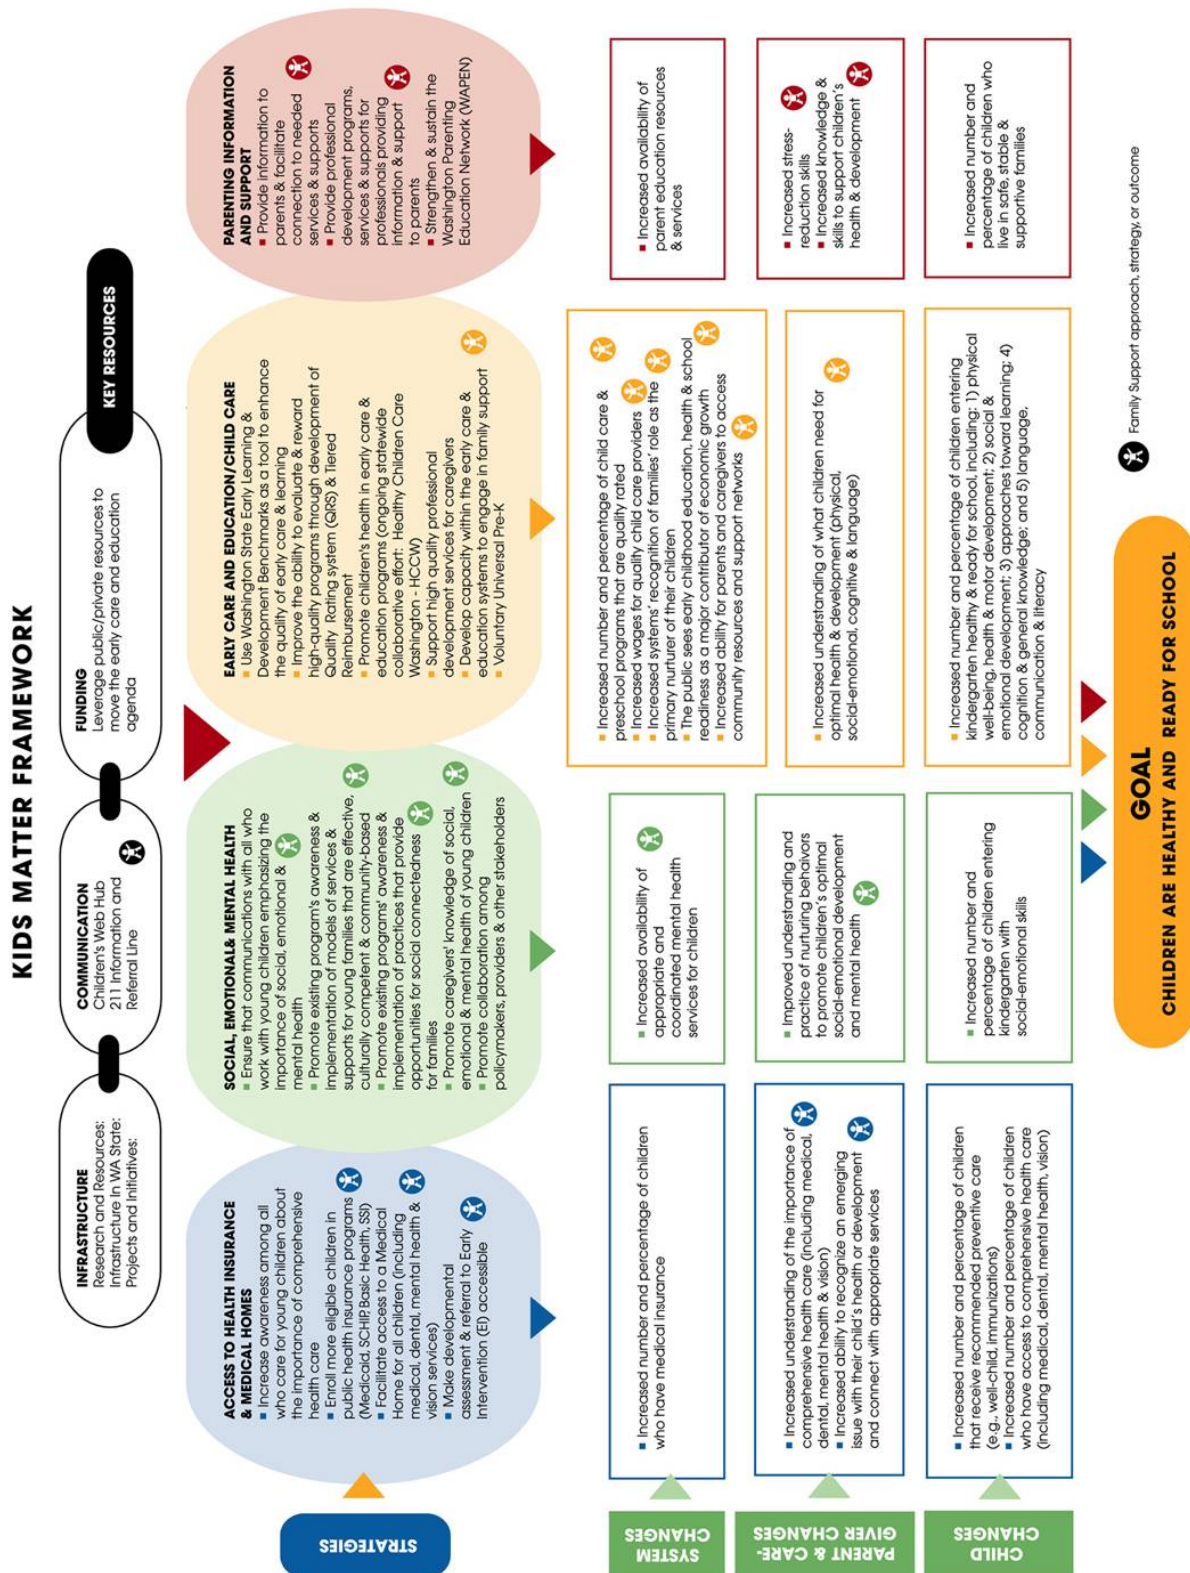 KIDS MATTER FRAMEWORK
INFRASTRUCTURE
Research and Resources:
Infrastructure In WA State:
Projects and Initiatives:
COMMUNICATION
Children's Web Hub
211 Information and
Referral Line
FUNDING
Leverage public/private resources to
move the early care and education
agenda
KEY RESOURCES
STRATEGIES
ACCESS TO HEALTH INSURANCE
& MEDICAL HOMES
■ Increase awareness among all
who care for young children about
the importance of comprehensive
health care
■ Enroll more eligible children in
public health insurance programs
(Medicaid, SCHIP, Basic Health, SSI)
■ Facilitate access to a Medical
Home for all children (including
medical, dental, mental health &
vision services)
■ Make developmental
assessment & referral to Early
Intervention (EI) accessible
SOCIAL, EMOTIONAL& MENTAL HEALTH
■ Ensure that communications with all who
work with young children emphasizing the
importance of social, emotional &
mental health
■ Promote existing program's awareness &
implementation of models of services &
supports for young families that are effective,
culturally competent & community-based
■ Promote existing programs' awareness &
implementation of practices that provide
opportunities for social connectedness
for families
■ Promote caregivers' knowledge of social,
emotional & mental health of young children
■ Promote collaboration among
policymakers, providers & other stakeholders
EARLY CARE AND EDUCATION/CHILD CARE
■ Use Washington State Early Learning &
Development Benchmarks as a tool to enhance
the quality of early care & learning
■ Improve the ability to evaluate & reward
high-quality programs through development of
Quality Rating system (QRS) & Tiered
Reimbursement
■ Promote children's health in early care &
education programs (ongoing statewide
collaborative effort: Healthy Children Care
Washington - HCCW)
■ Support high quality professional
development services for caregivers
■ Develop capacity within the early care &
education systems to engage in family support
■ Voluntary Universal Pre-K
PARENTING INFORMATION
AND SUPPORT
■ Provide information to
parents & facilitate
connection to needed
services & supports
■ Provide professional
development programs,
services & supports for
professionals providing
information & support
to parents
■ Strengthen & sustain the
Washington Parenting
Education Network (WAPEN)
SYSTEM
CHANGES
■ Increased number and percentage of children
who have medical insurance
■ Increased availability of
appropriate and
coordinated mental health
services for children
■ Increased number and percentage of child care &
preschool programs that are quality rated
■ Increased wages for quality child care providers
■ Increased systems' recognition of families' role as the
primary nurturer of their children
■ The public sees early childhood education, health & school
readiness as a major contributor of economic growth
■ Increased ability for parents and caregivers to access
community resources and support networks
■ Increased availability of
parent education resources
& services
PARENT & CARE-
GIVER CHANGES
■ Increased understanding of the importance of
comprehensive health care (including medical,
dental, mental health & vision)
■ Increased ability to recognize an emerging
issue with their child's health or development
and connect with appropriate services
■ Improved understanding and
practice of nurturing behaivors
to promote children's optimal
social-emotional development
and mental health
■ Increased understanding of what children need for
optimal health & development (physical,
social-emotional, cognitive & language)
■ Increased stress-
reduction skills
■ Increased knowledge &
skills to support children's
health & development
CHILD
CHANGES
■ Increased number and percentage of children
that receive recommended preventive care
(e.g., well-child, immunizations)
■ Increased number and percentage of children
who have access to comprehensive health care
(including medical, dental, mental health, vision)
■ Increased number and
percentage of children entering
kindergarten with
social-emotional skills
■ Increased number and percentage of children entering
kindergarten healthy & ready for school, including: 1) physical
well-being, health & motor development; 2) social &
emotional development; 3) approaches toward learning; 4)
cognition & general knowledge; and 5) language,
communication & literacy
■ Increased number and
percentage of children who
live in safe, stable &
supportive families
GOAL
CHILDREN ARE HEALTHY AND READY FOR SCHOOL
Family Support approach, strategy, or outcome